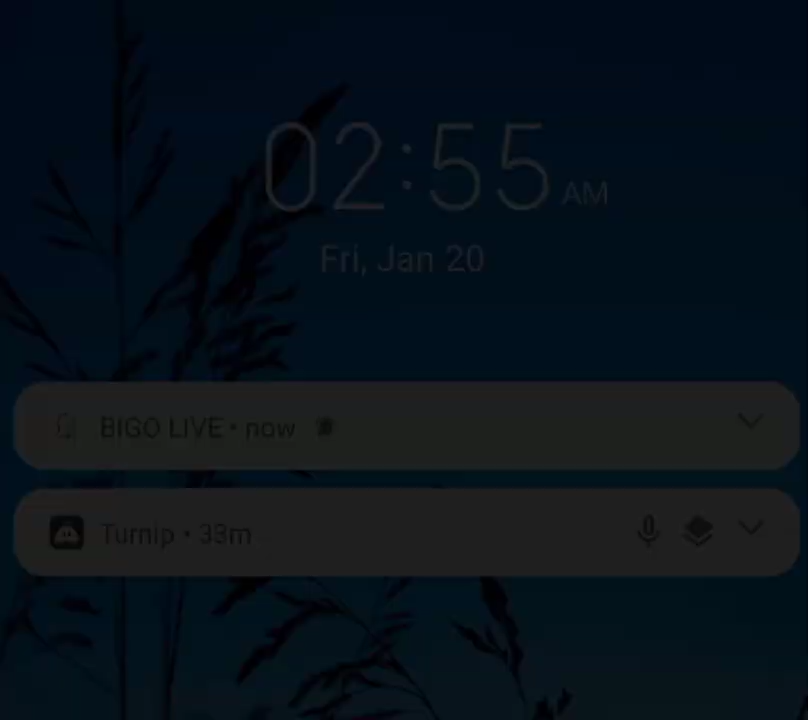 02:55 AM
Fri, Jan 20
BIGO LIVE • now
Turnip • 33m